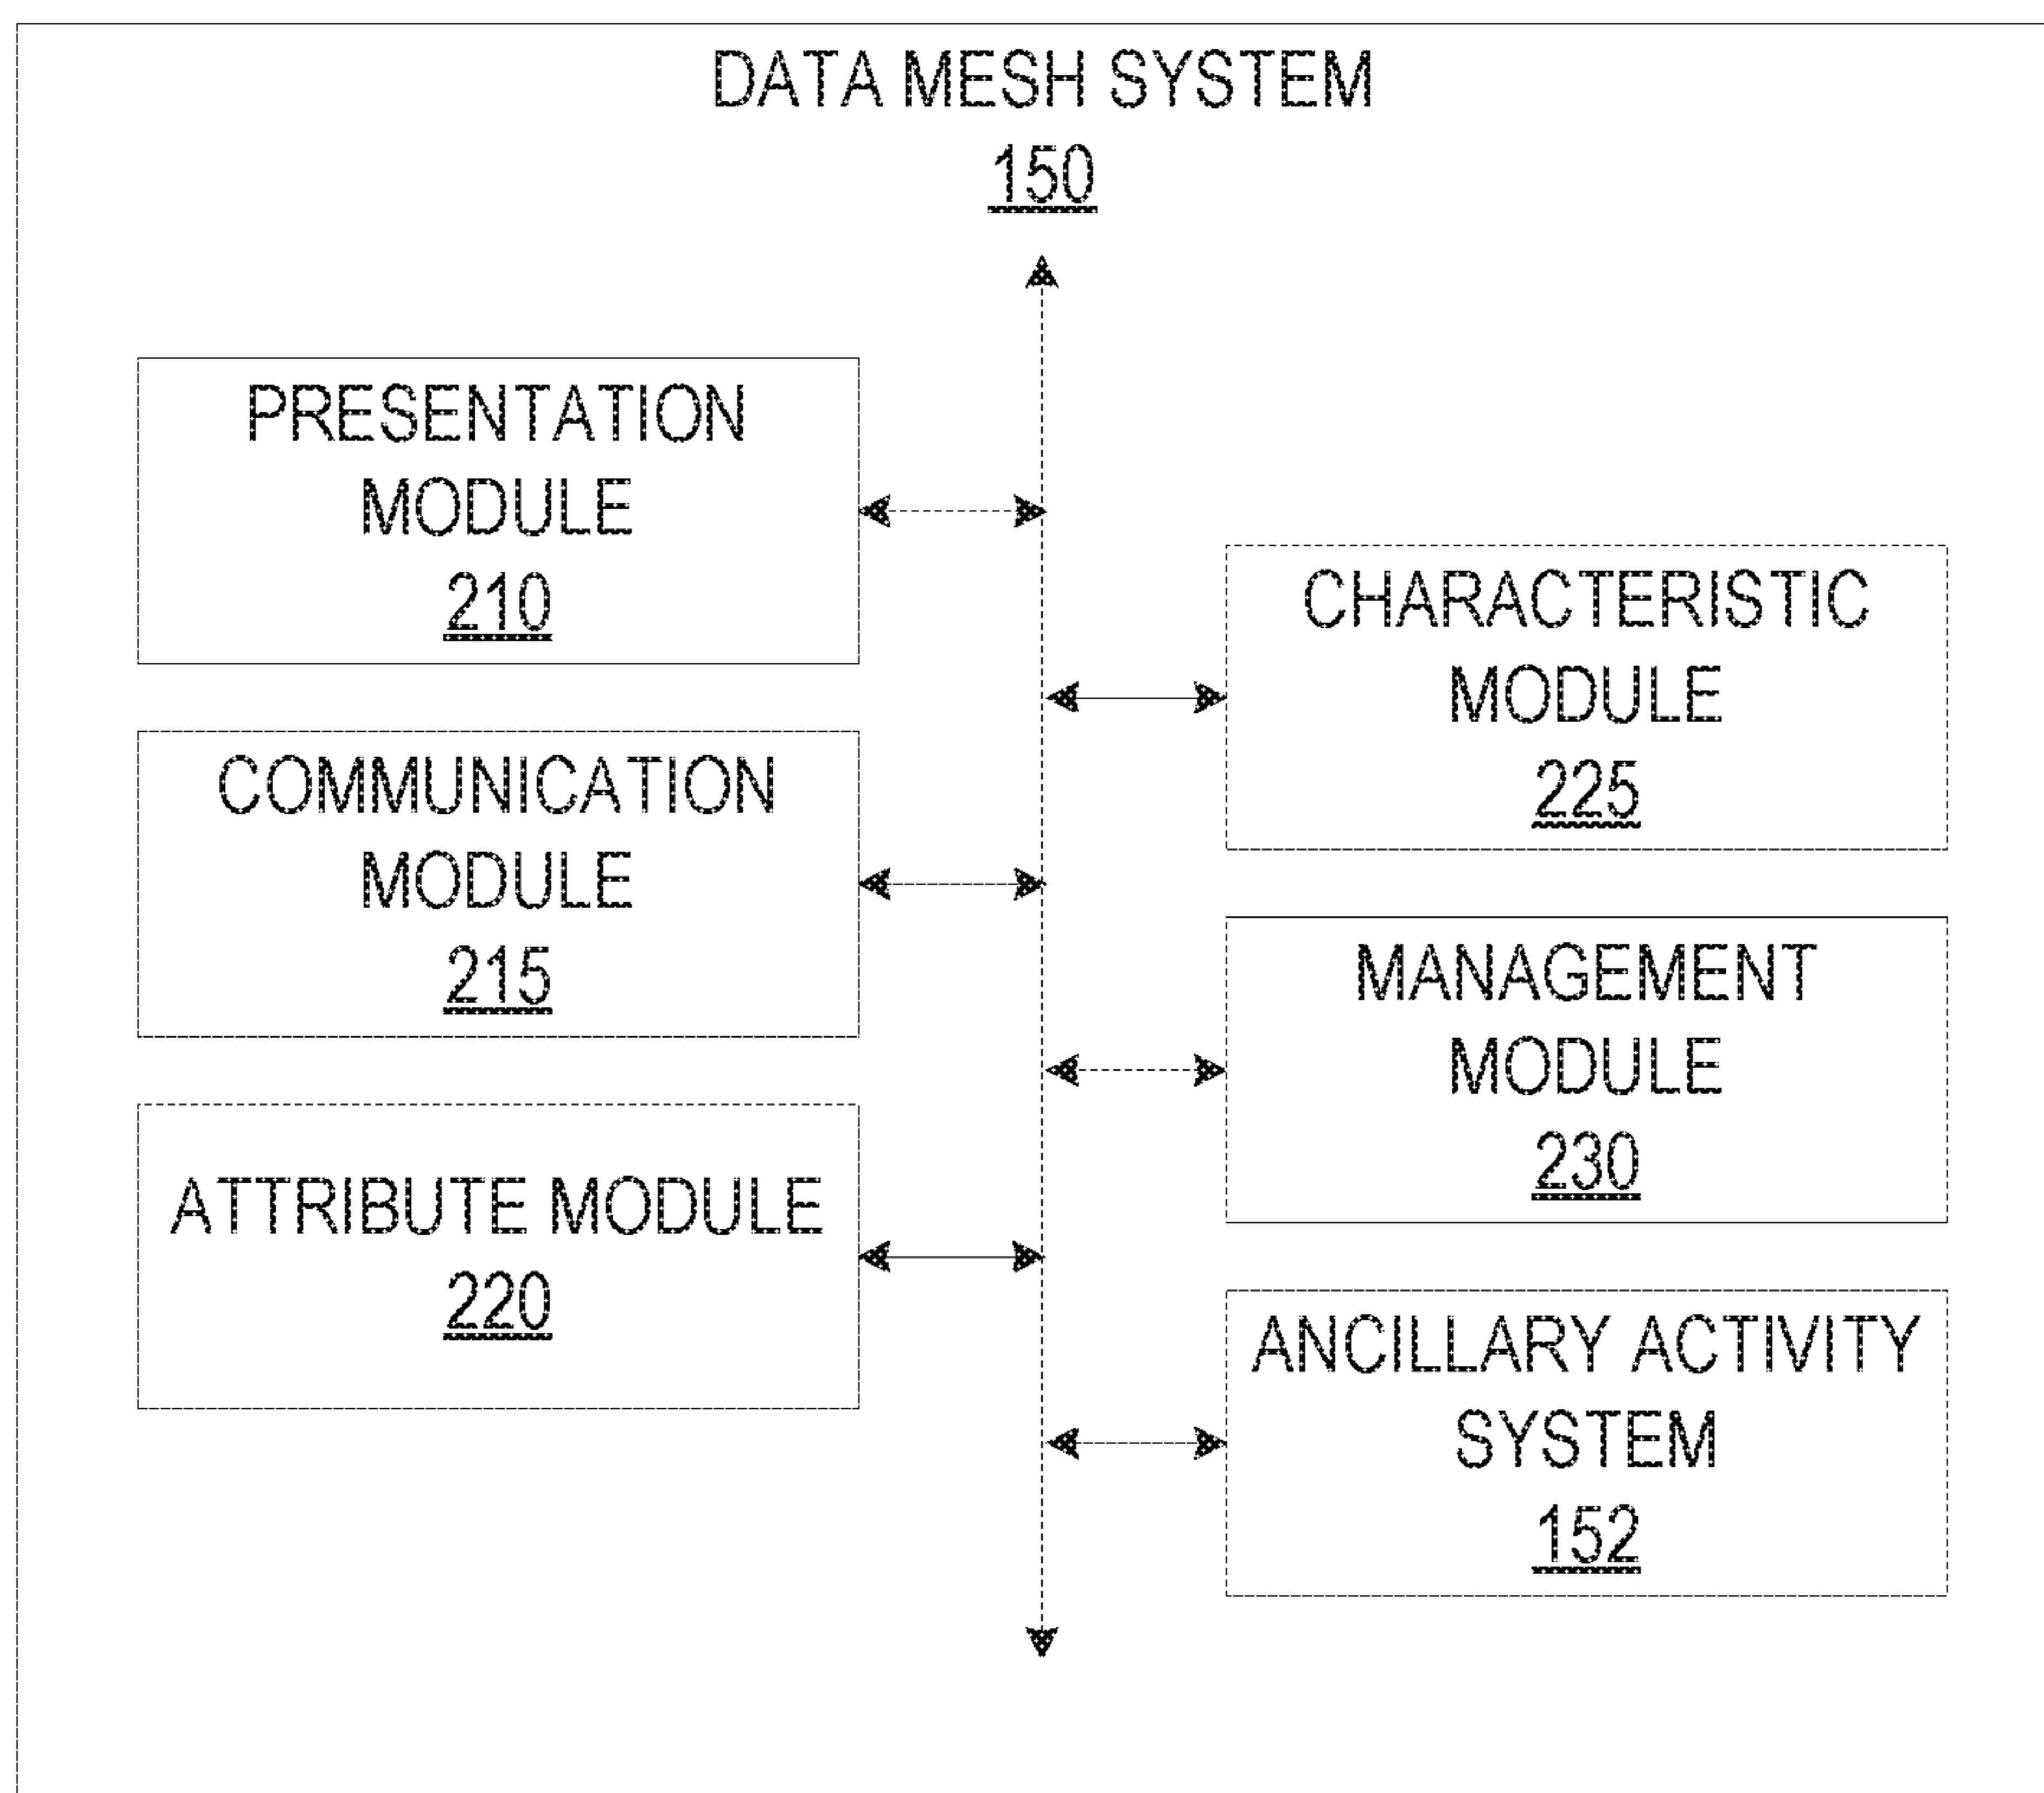 DATA MESH SYSTEM
150
PRESENTATION
MODULE
210
COMMUNICATION
MODULE
215
ATTRIBUTE MODULE
220
CHARACTERISTIC
MODULE
225
MANAGEMENT
MODULE
230
ANCILLARY ACTIVITY
SYSTEM
152